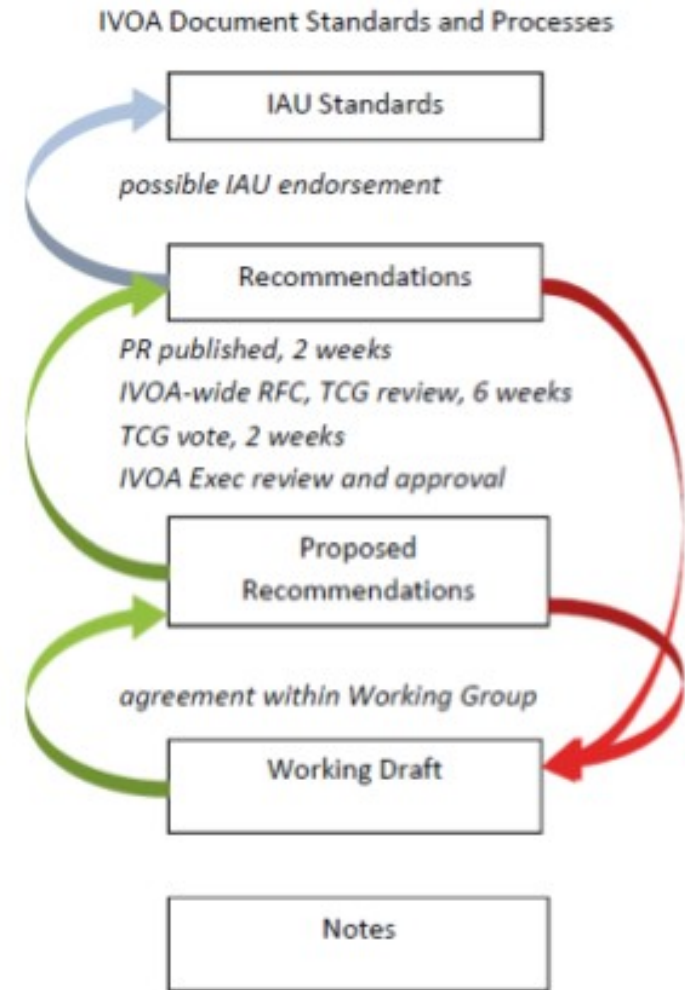 IVOA Document Standards and Processes
IAU Standards
possible IAU endorsement
Recommendations
PR published, 2 weeks
IVOA-wide RFC, TCG review, 6 weeks
TCG vote, 2 weeks
IVOA Exec review and approval
Proposed
Recommendations
agreement within Working Group
Working Draft
Notes